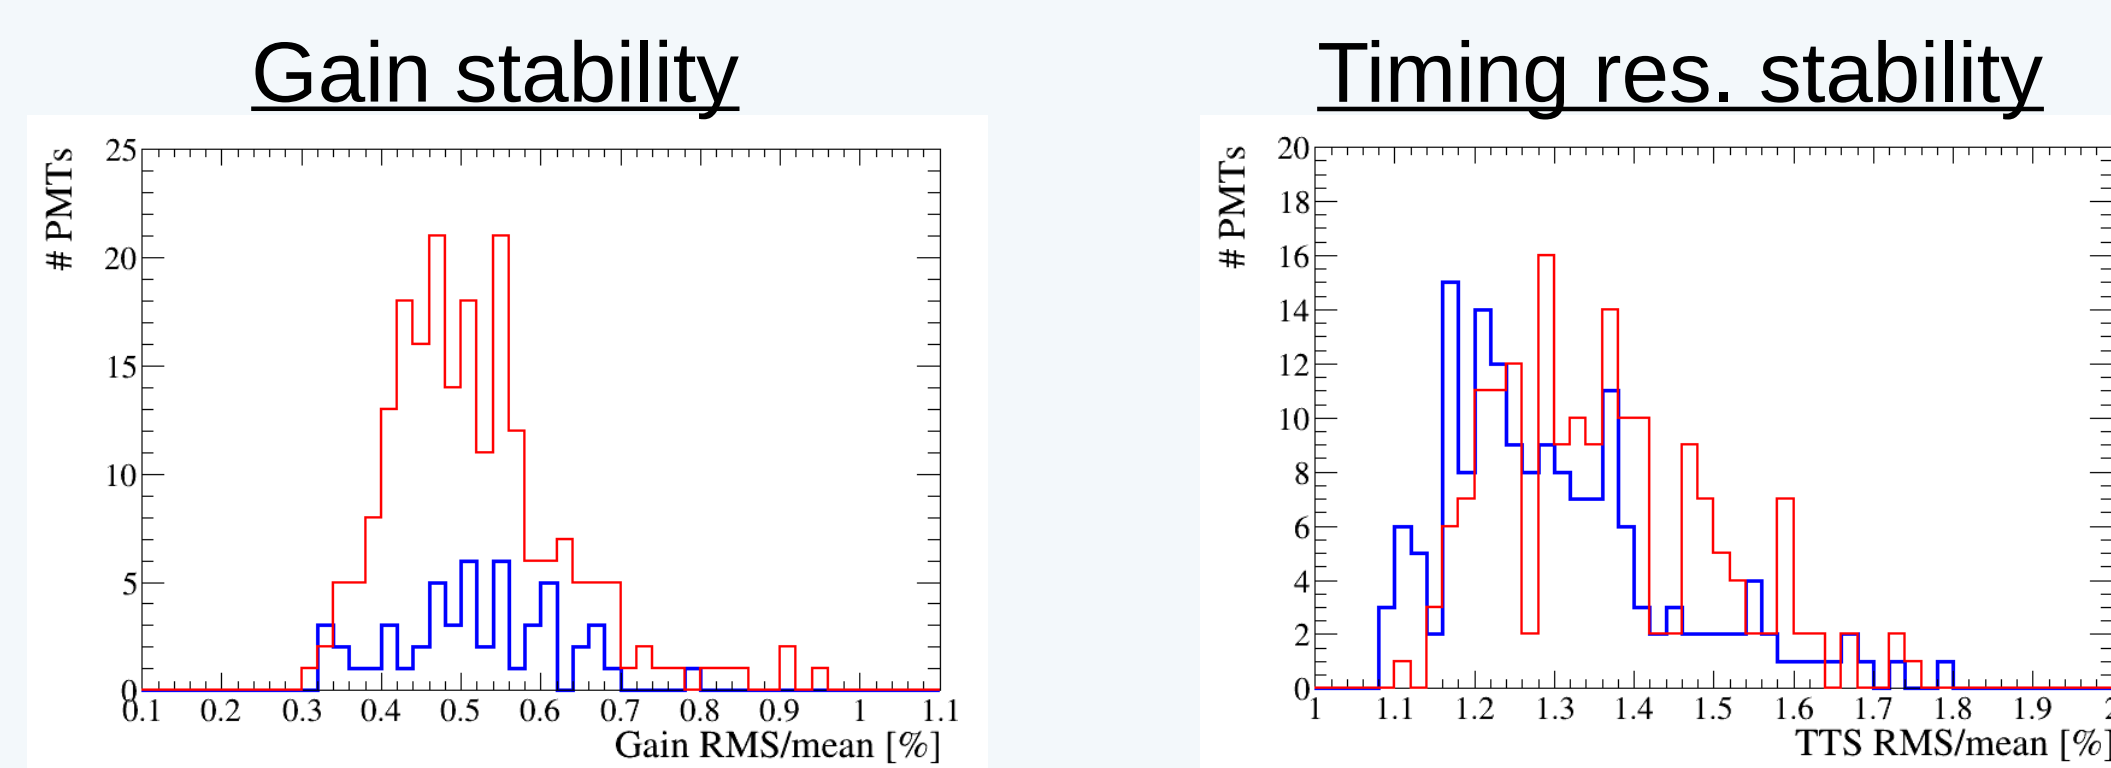 Gain stability
Timing res. stability
# PMTs
25
20
15
10
5
0
0.1 0.2 0.3 0.4 0.5 0.6 0.7 0.8 0.9 1 1.1
Gain RMS/mean [%]
# PMTs
20
18
16
14
12
10
8
6
4
2
0
1 1.1 1.2 1.3 1.4 1.5 1.6 1.7 1.8 1.9 2
TTS RMS/mean [%]